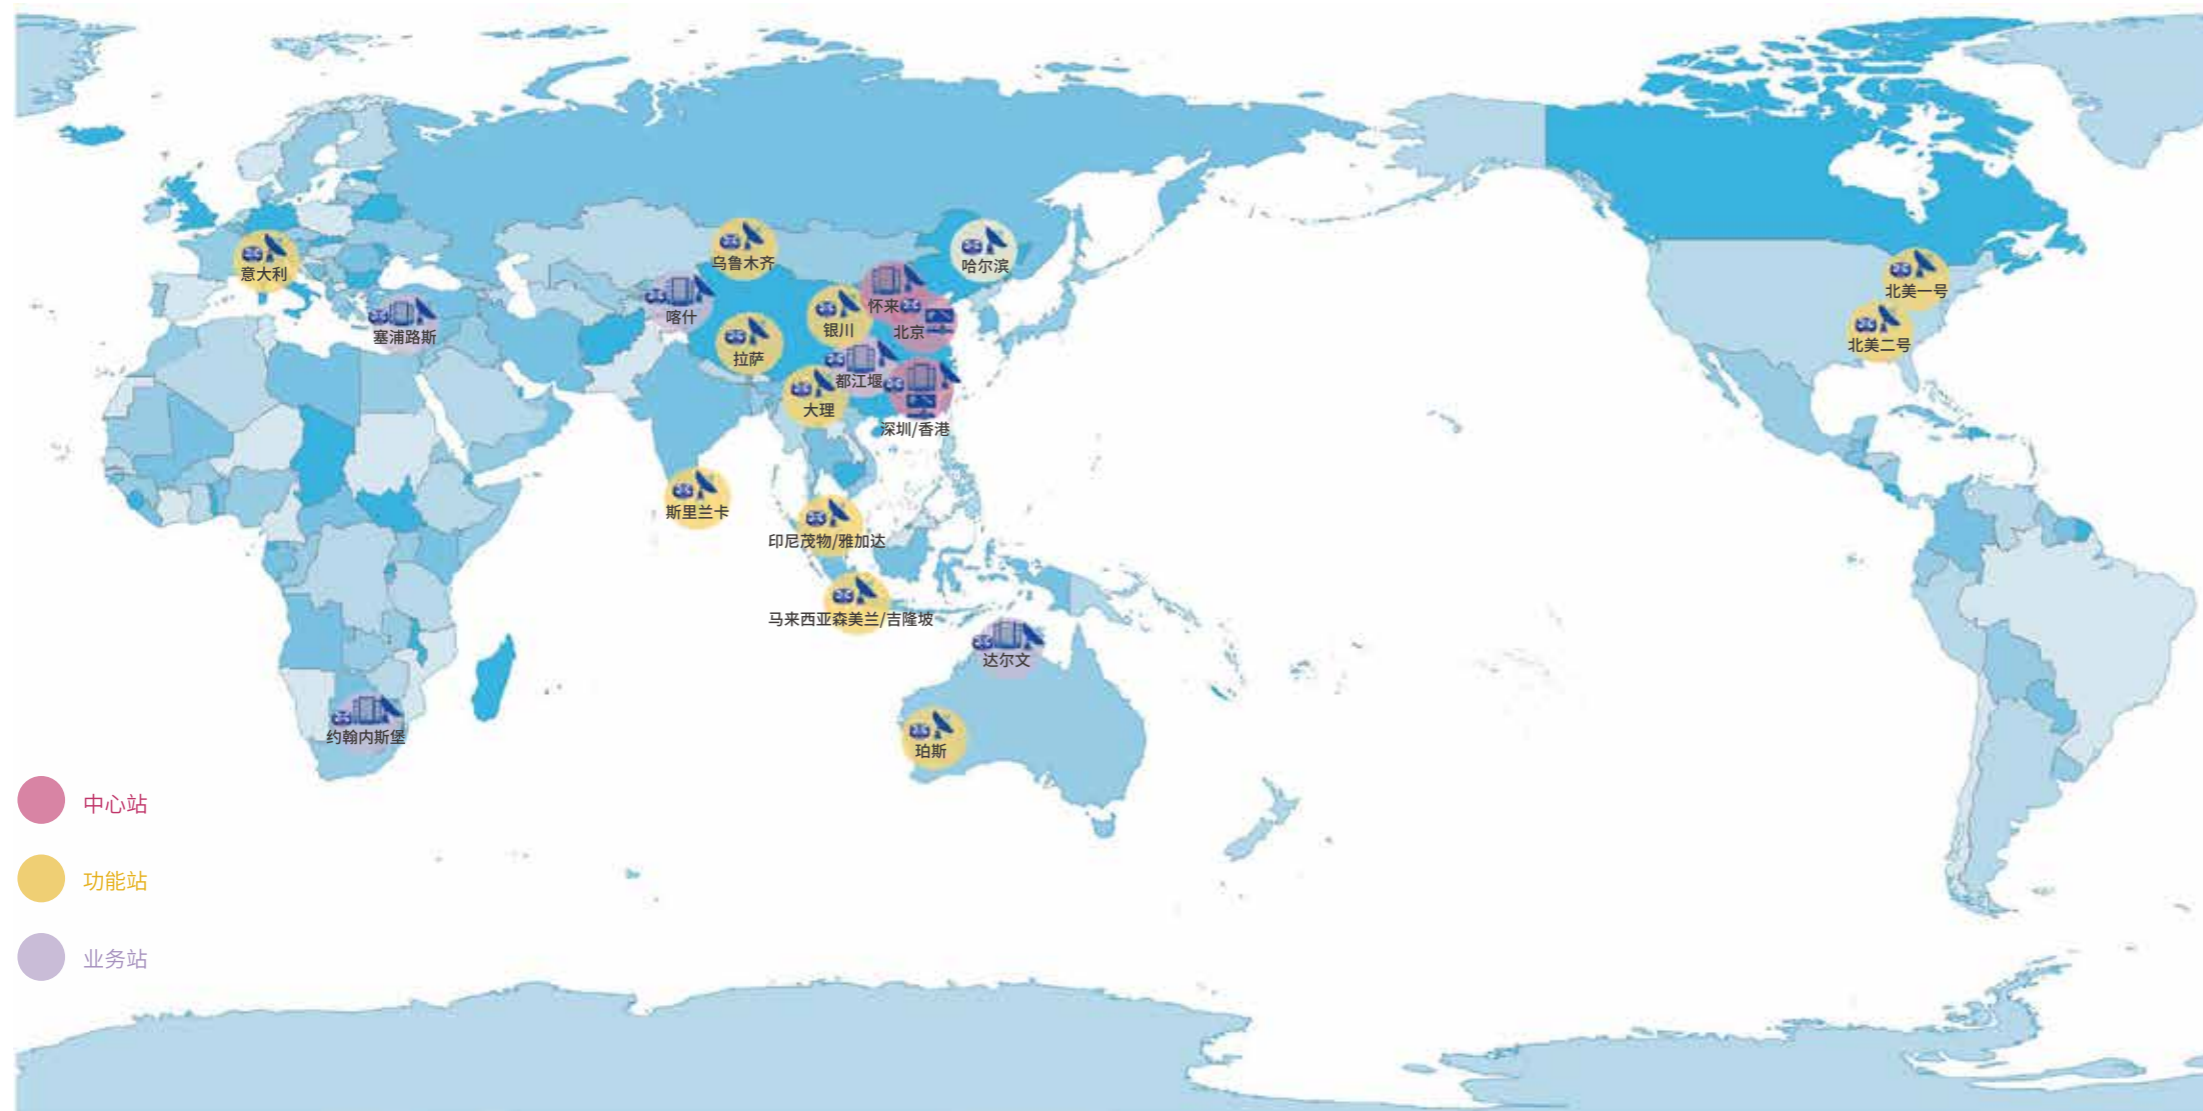 哈尔滨
乌鲁木齐
意大利
北美一号
怀来
喀什
银川
北京
塞浦路斯
北美二号
拉萨
都江堰
大理
深圳/香港
斯里兰卡
印尼茂物/雅加达
马来西亚森美兰/吉隆坡
达尔文
约翰内斯堡
珀斯
中心站
功能站
业务站